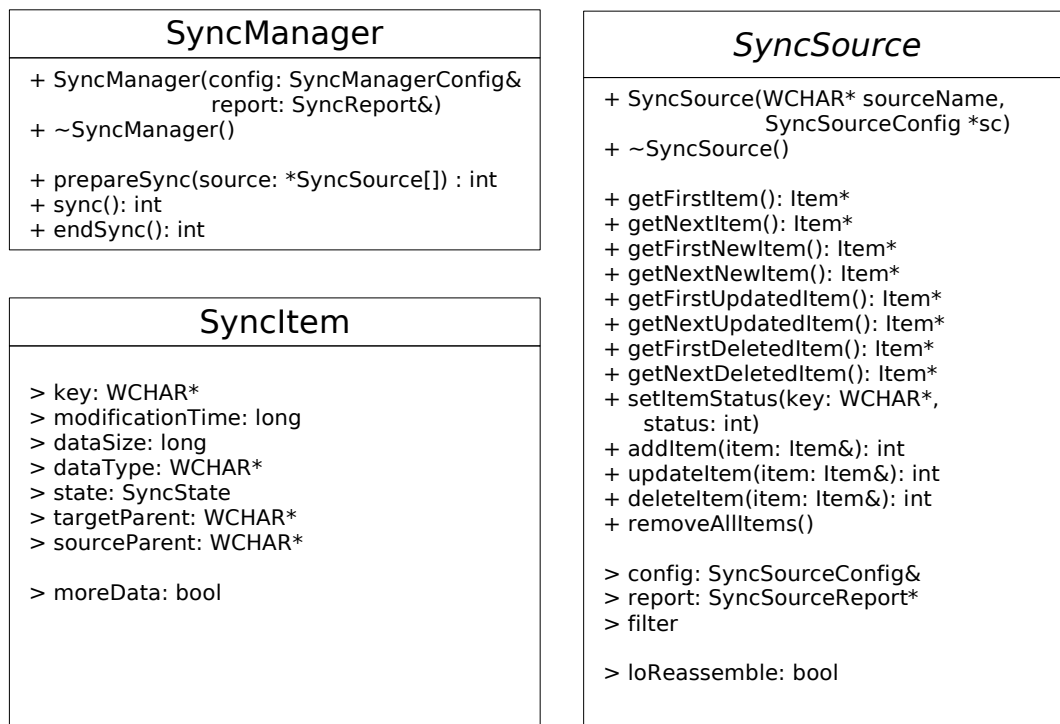 SyncManager
+ SyncManager(config: SyncManagerConfig&
report: SyncReport&)
+ ~SyncManager()
+ prepareSync(source: *SyncSource[]) : int
+ sync(): int
+ endSync(): int
SyncItem
> key: WCHAR*
> modificationTime: long
> dataSize: long
> dataType: WCHAR*
> state: SyncState
> targetParent: WCHAR*
> sourceParent: WCHAR*
> moreData: bool
SyncSource
+ SyncSource(WCHAR* sourceName,
SyncSourceConfig *sc)
+ ~SyncSource()
+ getFirstItem(): Item*
+ getNextItem(): Item*
+ getFirstNewItem(): Item*
+ getNextNewItem(): Item*
+ getFirstUpdatedItem(): Item*
+ getNextUpdatedItem(): Item*
+ getFirstDeletedItem(): Item*
+ getNextDeletedItem(): Item*
+ setItemStatus(key: WCHAR*,
status: int)
+ addItem(item: Item&): int
+ updateItem(item: Item&): int
+ deleteItem(item: Item&): int
+ removeAllItems()
> config: SyncSourceConfig&
> report: SyncSourceReport*
> filter
> loReassemble: bool